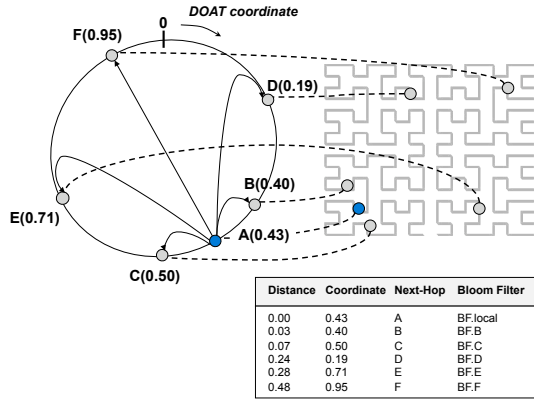 DOAT coordinate
0
F(0.95)
D(0.19)
B(0.40)
E(0.71)
A(0.43)
C(0.50)
Distance Coordinate Next-Hop Bloom Filter
0.00 0.43 A BF.local
0.03 0.40 B BF.B
0.07 0.50 C BF.C
0.24 0.19 D BF.D
0.28 0.71 E BF.E
0.48 0.95 F BF.F